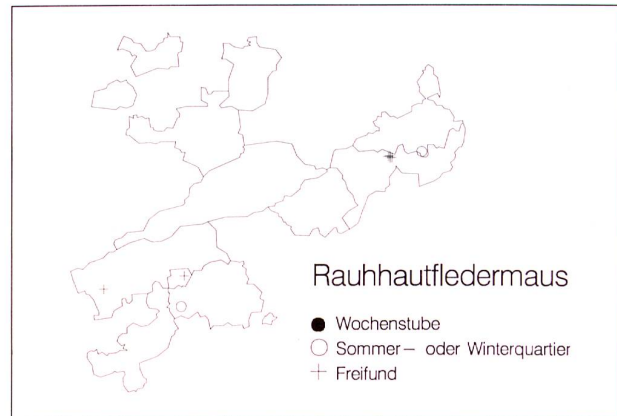 Rauhhautfledermaus
Wochenstube
Sommer– oder Winterquartier
Freifund